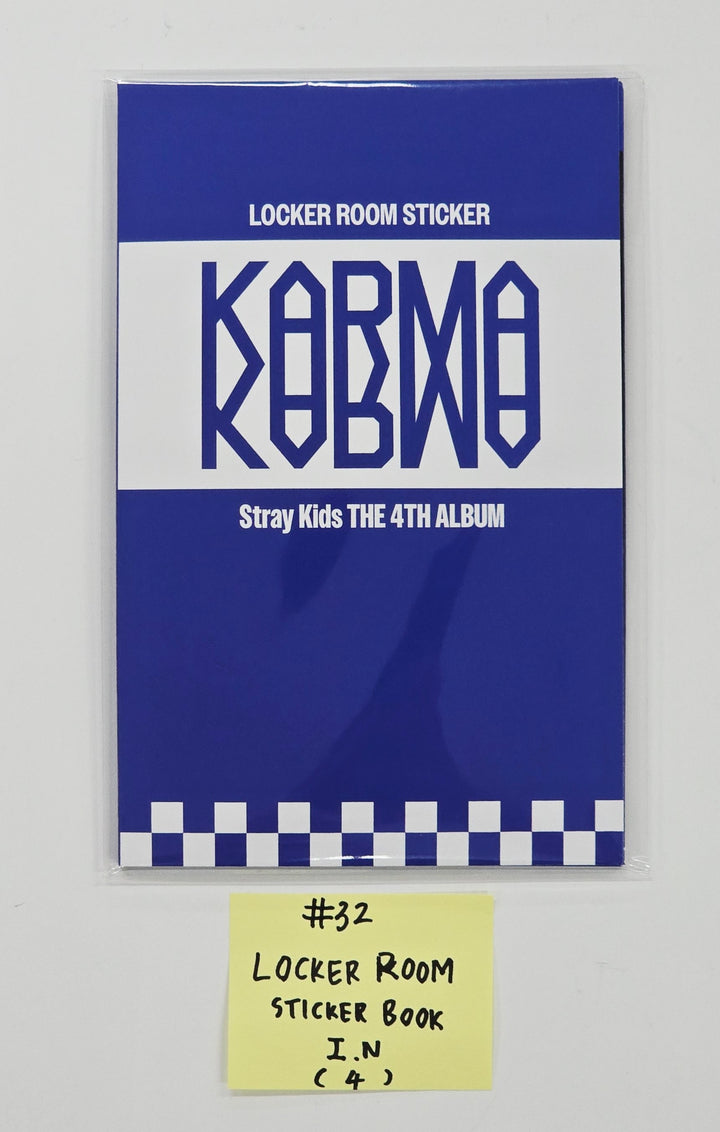 LOCKER ROOM STICKER
KARMA
Stray Kids THE 4TH ALBUM
#32
LOCKER ROOM
STICKER BOOK
I.N
(4)